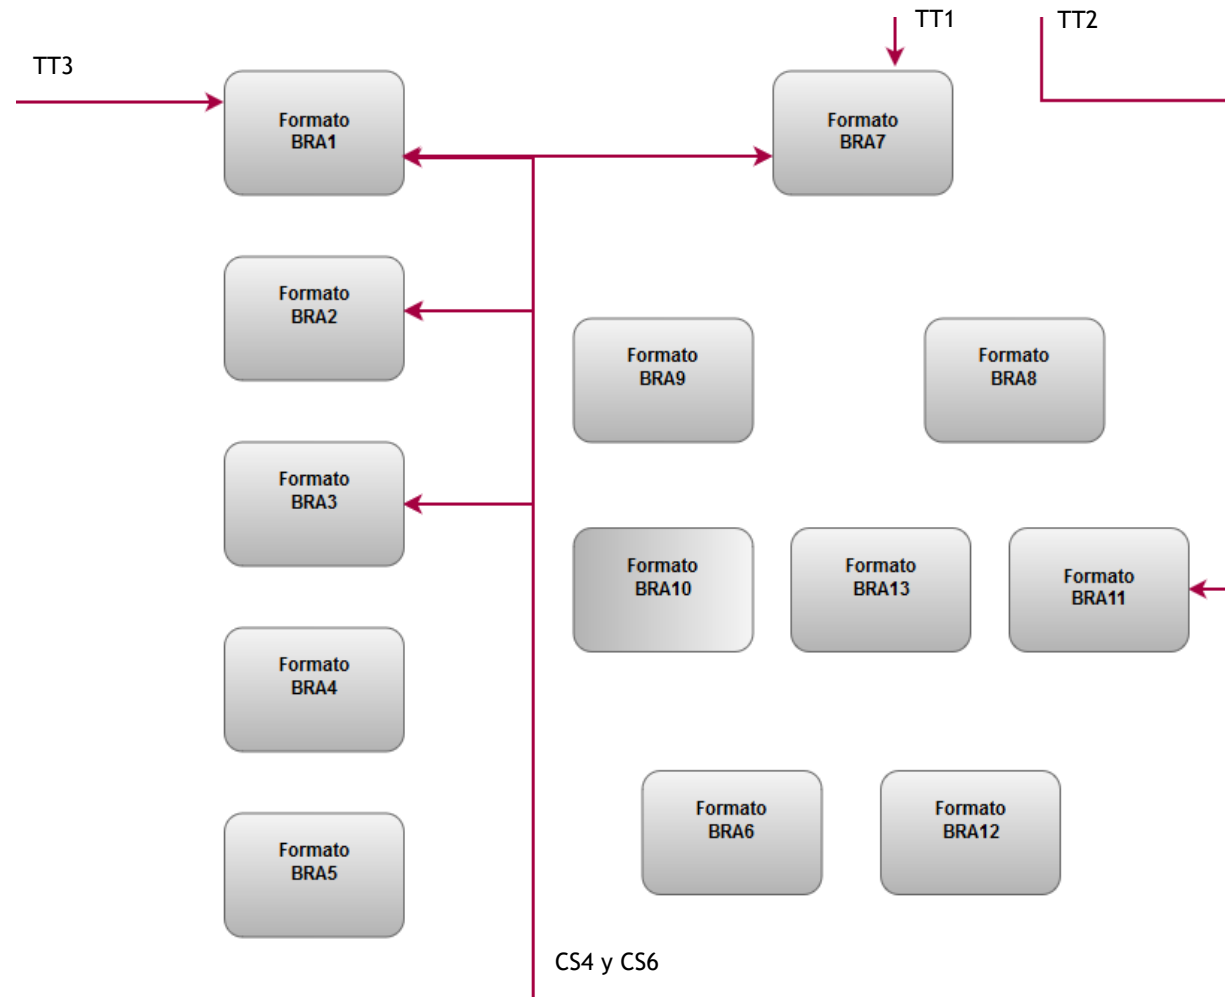 TT1
TT2
TT3
Formato
BRA1
Formato
BRA7
Formato
BRA2
Formato
BRA9
Formato
BRA8
Formato
BRA3
Formato
BRA10
Formato
BRA13
Formato
BRA11
Formato
BRA4
Formato
BRA6
Formato
BRA12
Formato
BRA5
CS4 y CS6